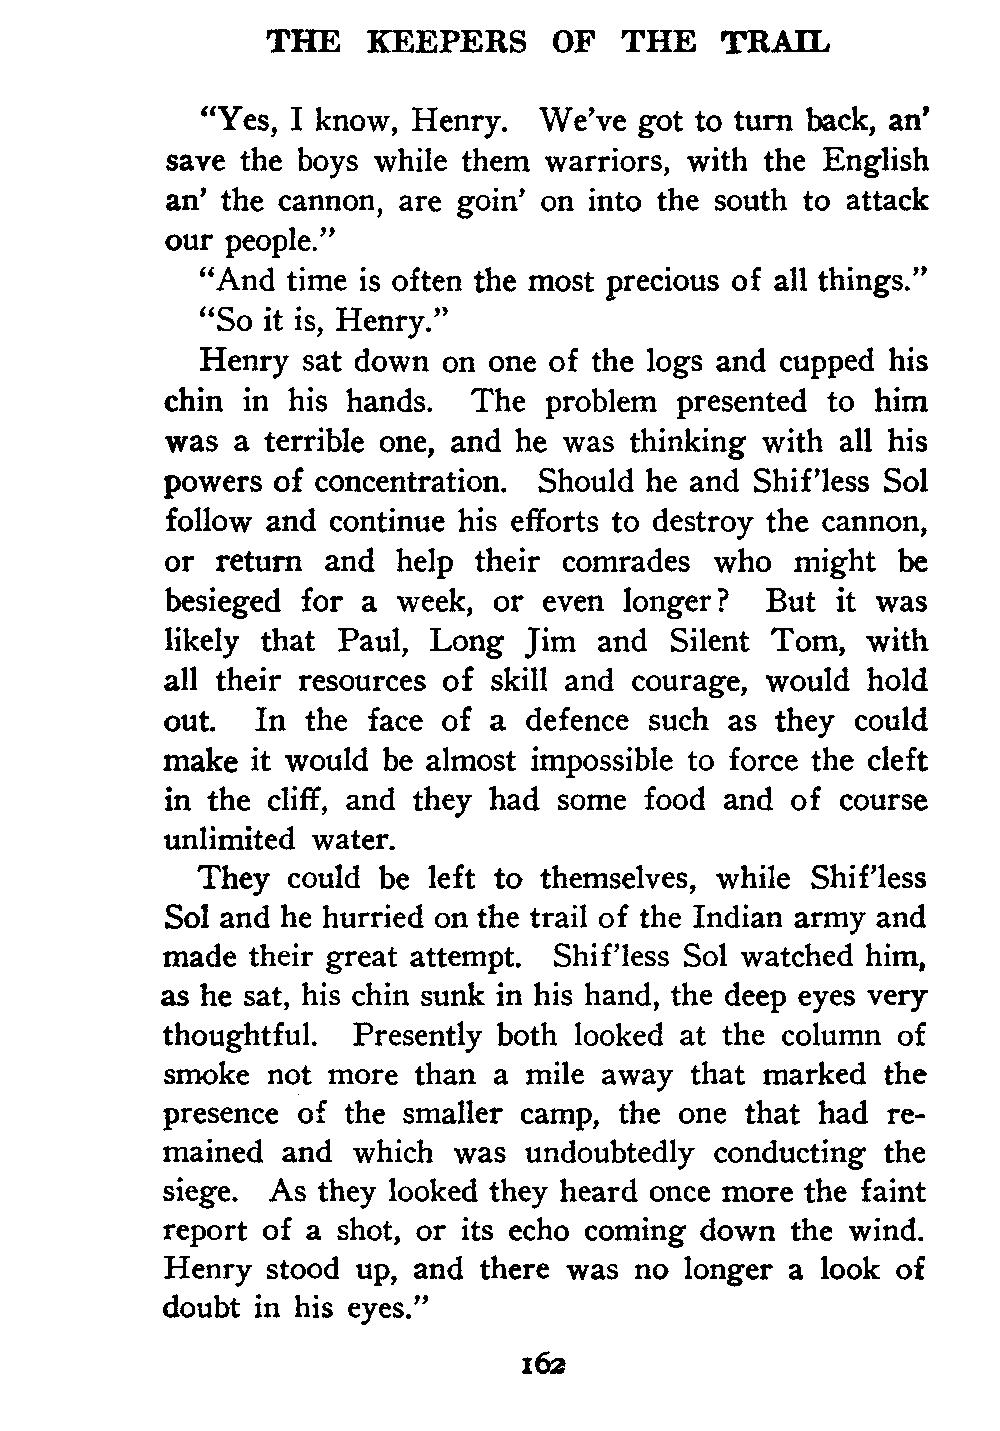 THE KEEPERS OF THE TRAIL
“Yes, I know, Henry. We’ve got to turn back, an’
save the boys while them warriors, with the English
an’ the cannon, are goin’ on into the south to attack
our people.”
“And time is often the most precious of all things.”
“So it is, Henry.”
Henry sat down on one of the logs and cupped his
chin in his hands. The problem presented to him
was a terrible one, and he was thinking with all his
powers of concentration. Should he and Shif’less Sol
follow and continue his efforts to destroy the cannon,
or return and help their comrades who might be
besieged for a week, or even longer? But it was
likely that Paul, Long Jim and Silent Tom, with
all their resources of skill and courage, would hold
out. In the face of a defence such as they could
make it would be almost impossible to force the cleft
in the cliff, and they had some food and of course
unlimited water.
They could be left to themselves, while Shif’less
Sol and he hurried on the trail of the Indian army and
made their great attempt. Shif’less Sol watched him,
as he sat, his chin sunk in his hand, the deep eyes very
thoughtful. Presently both looked at the column of
smoke not more than a mile away that marked the
presence of the smaller camp, the one that had re-
mained and which was undoubtedly conducting the
siege. As they looked they heard once more the faint
report of a shot, or its echo coming down the wind.
Henry stood up, and there was no longer a look of
doubt in his eyes.”
162